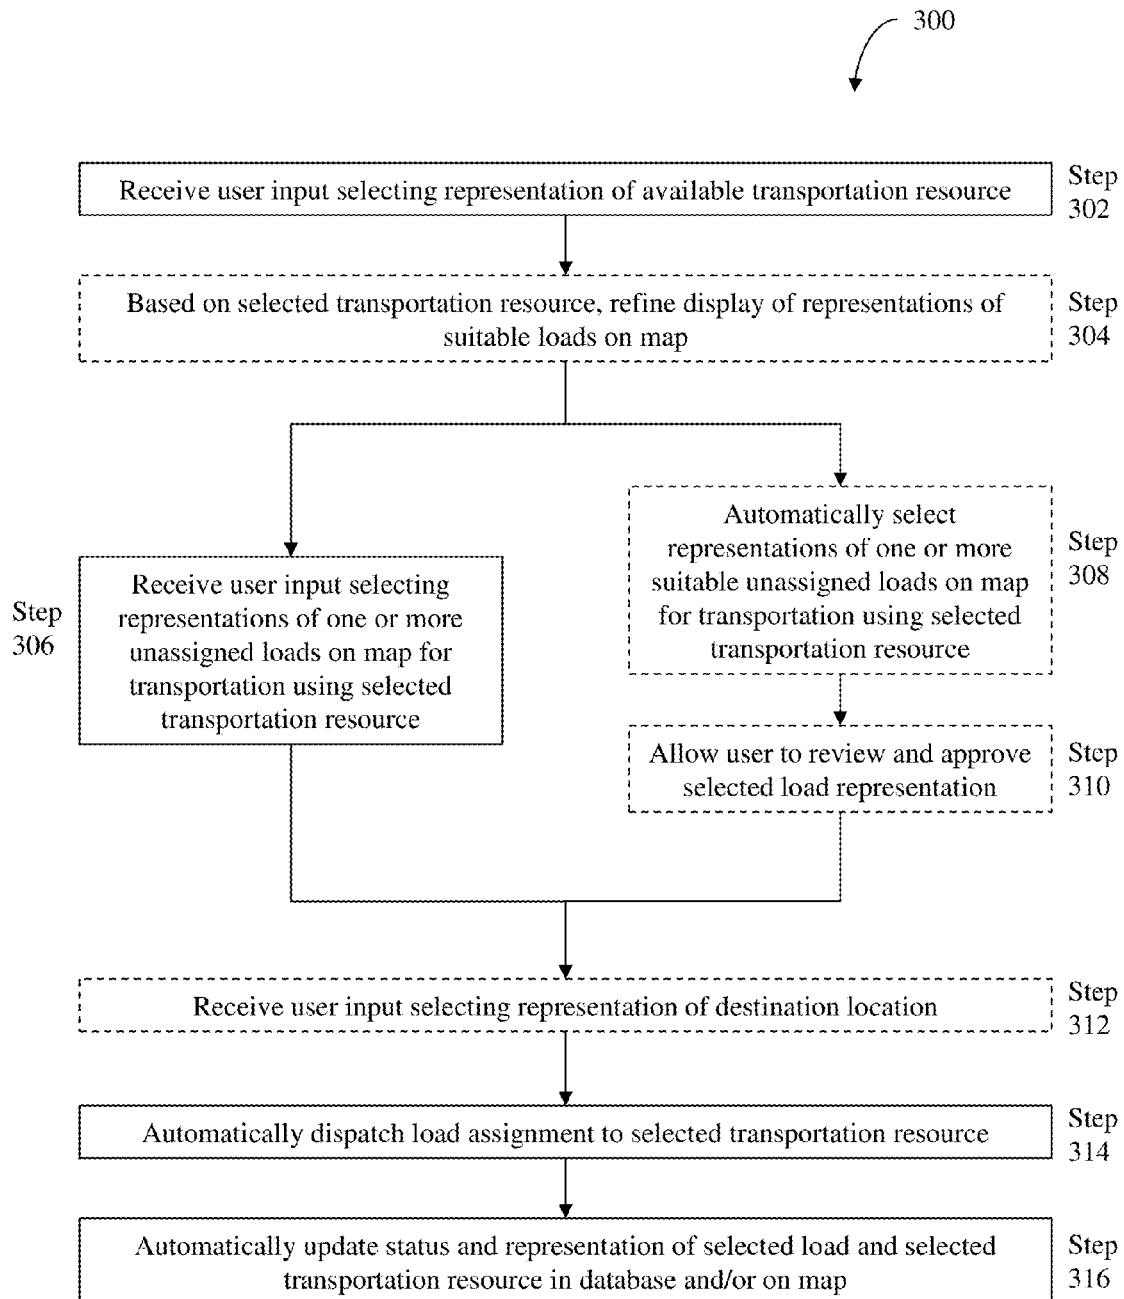 300
Receive user input selecting representation of available transportation resource
Step
302
Based on selected transportation resource, refine display of representations of
suitable loads on map
Step
304
Step
306
Receive user input selecting
representations of one or more
unassigned loads on map for
transportation using selected
transportation resource
Automatically select
representations of one or more
suitable unassigned loads on map
for transportation using selected
transportation resource
Step
308
Allow user to review and approve
selected load representation
Step
310
Receive user input selecting representation of destination location
Step
312
Automatically dispatch load assignment to selected transportation resource
Step
314
Automatically update status and representation of selected load and selected
transportation resource in database and/or on map
Step
316